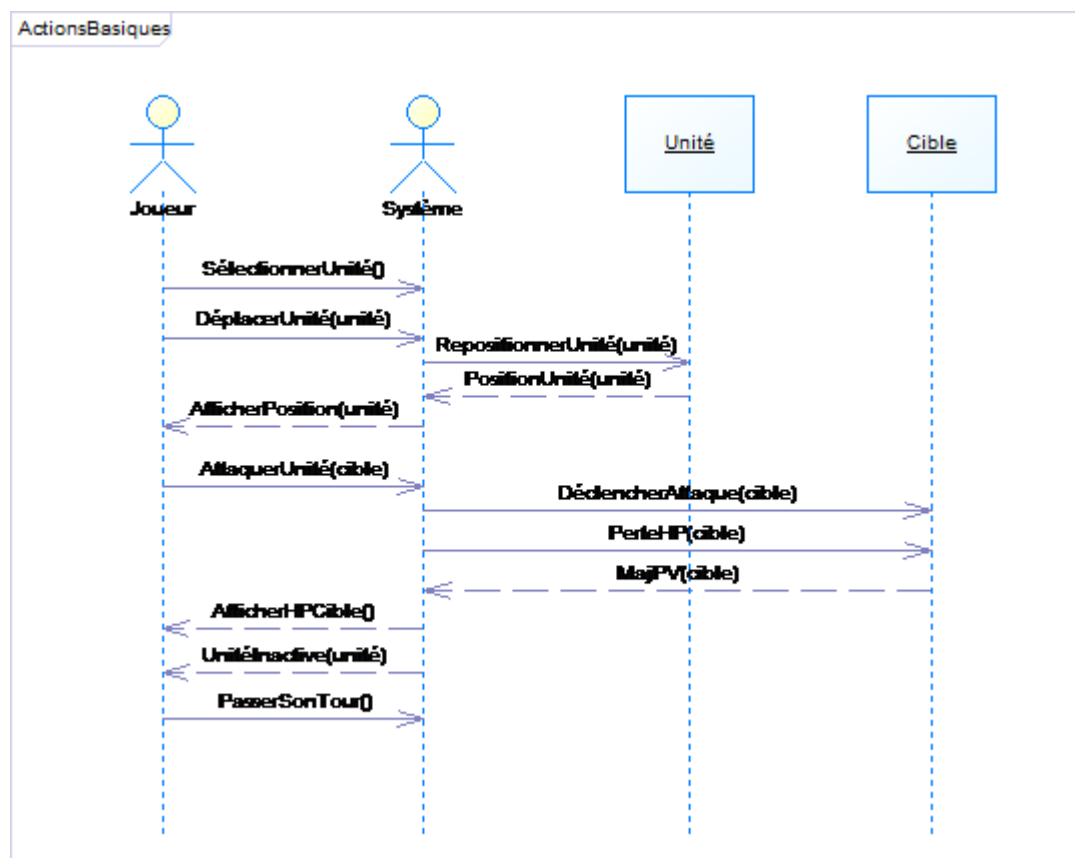 ActionsBasiques
Joueur
Système
Unité
Cible
SélectionnerUnité()
DéplacerUnité(unité)
RepositionnerUnité(unité)
PositionUnité(unité)
AfficherPosition(unité)
AttaquerUnité(cible)
DéclencherAttaque(cible)
PerteHP(cible)
MajPV(cible)
AfficherHPCible()
UnitéInactive(unité)
PasserSonTour()